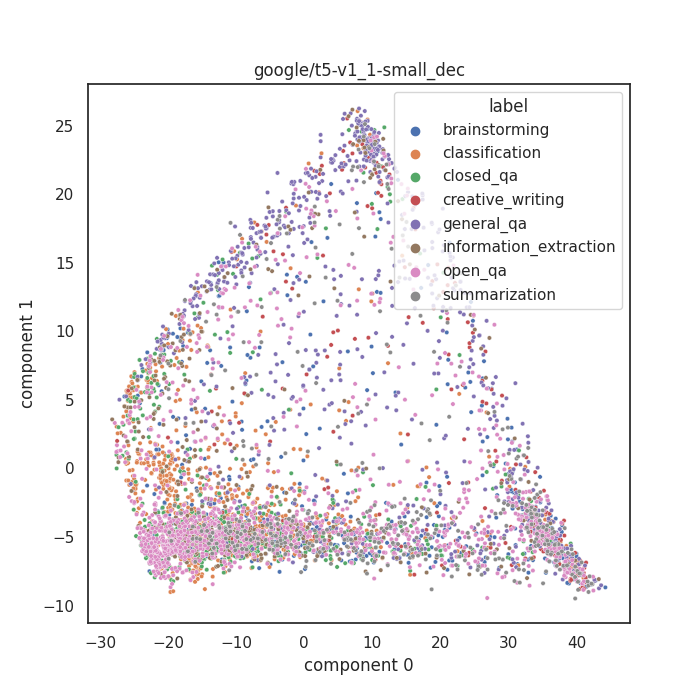 google/t5-v1_1-small_dec
label
brainstorming
classification
closed_qa
creative_writing
general_qa
information_extraction
open_qa
summarization
25
20
15
10
5
0
−5
−10
component 1
−30
−20
−10
0
10
20
30
40
component 0